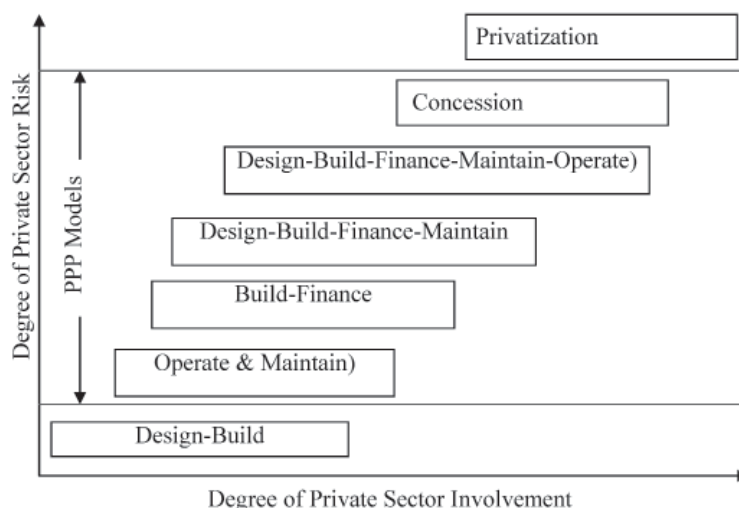 Privatization
Concession
Design-Build-Finance-Maintain-Operate)
Design-Build-Finance-Maintain
Build-Finance
Operate & Maintain)
Design-Build
PPP Models
Degree of Private Sector Risk
Degree of Private Sector Involvement